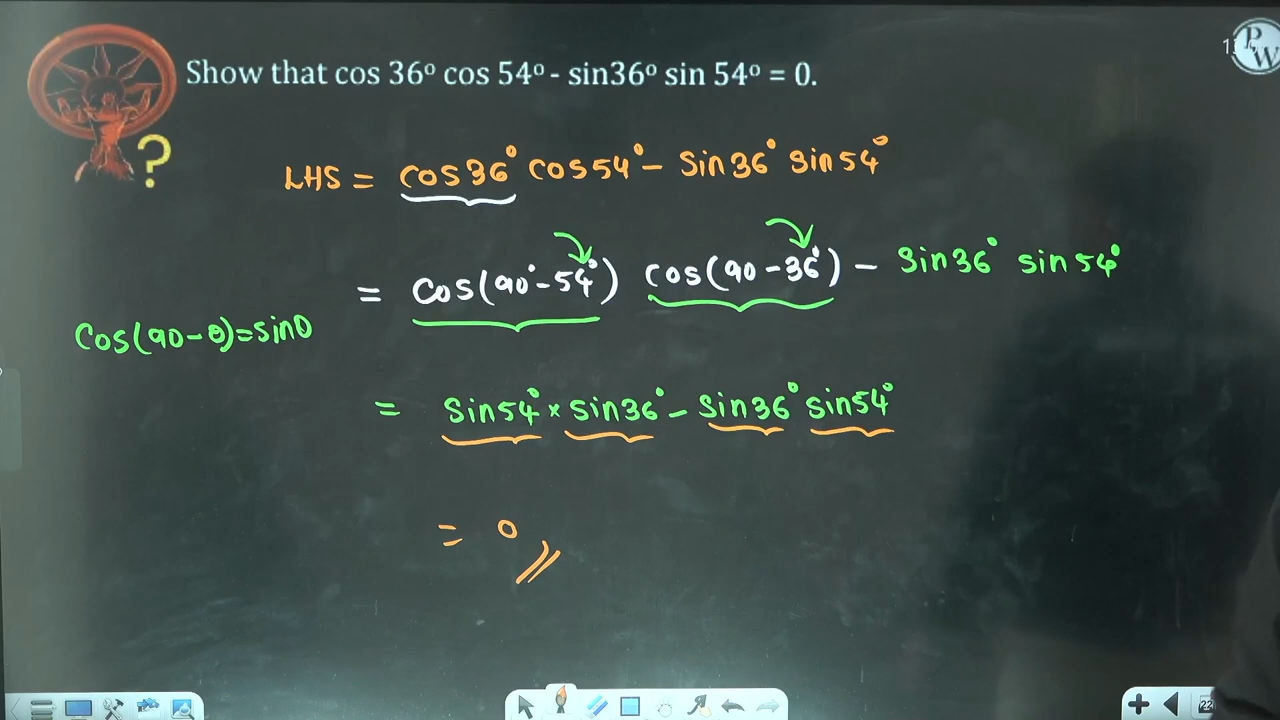 Show that cos 36° cos 54° - sin36° sin 54° = 0.
PW
?
LHS = cos36° cos54° - sin36° sin54°
= cos(90°-54°) cos(90-36°) - sin36° sin54°
cos(90-θ)=sinθ
= sin54° × sin36° - sin36° sin54°
= 0